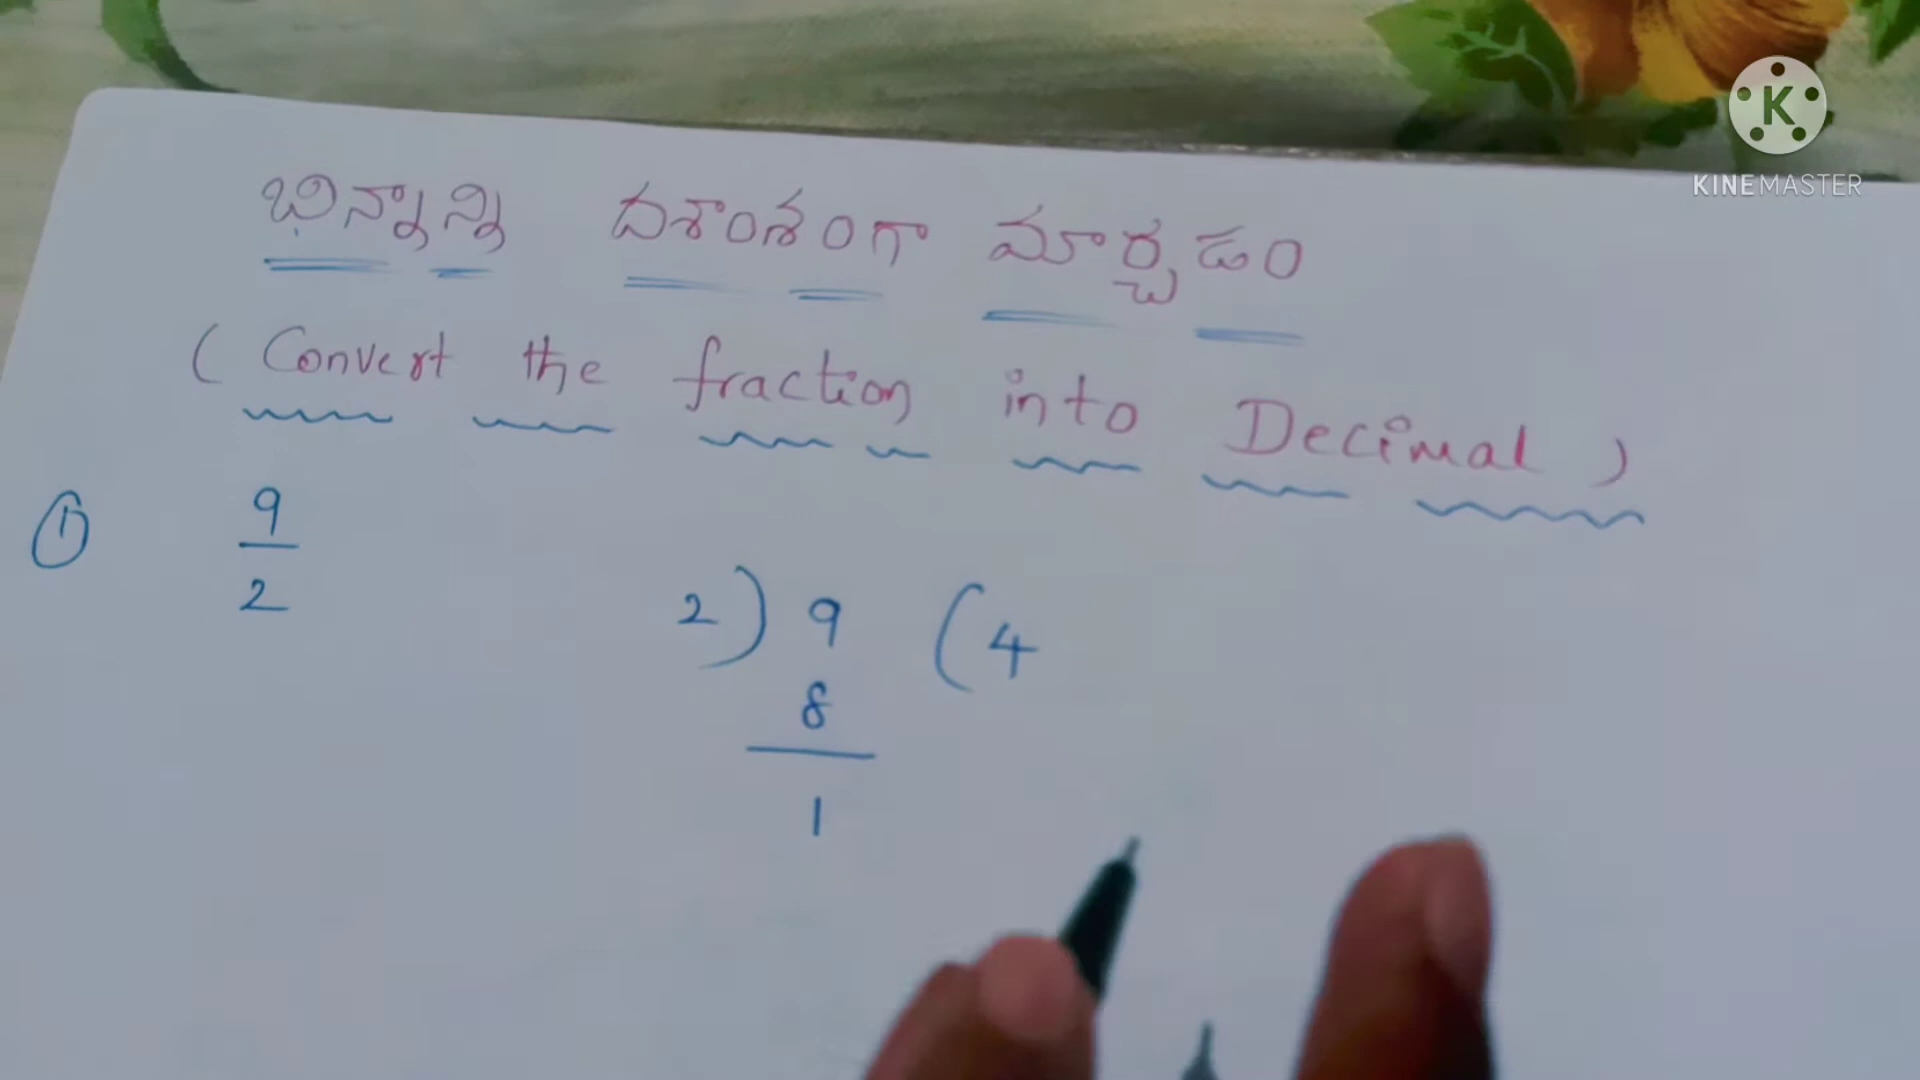 KINEMASTER
భిన్నాన్ని దశాంశంగా మార్చడం
( Convert the fraction into Decimal )
① 9/2
2 ) 9 ( 4
8
1